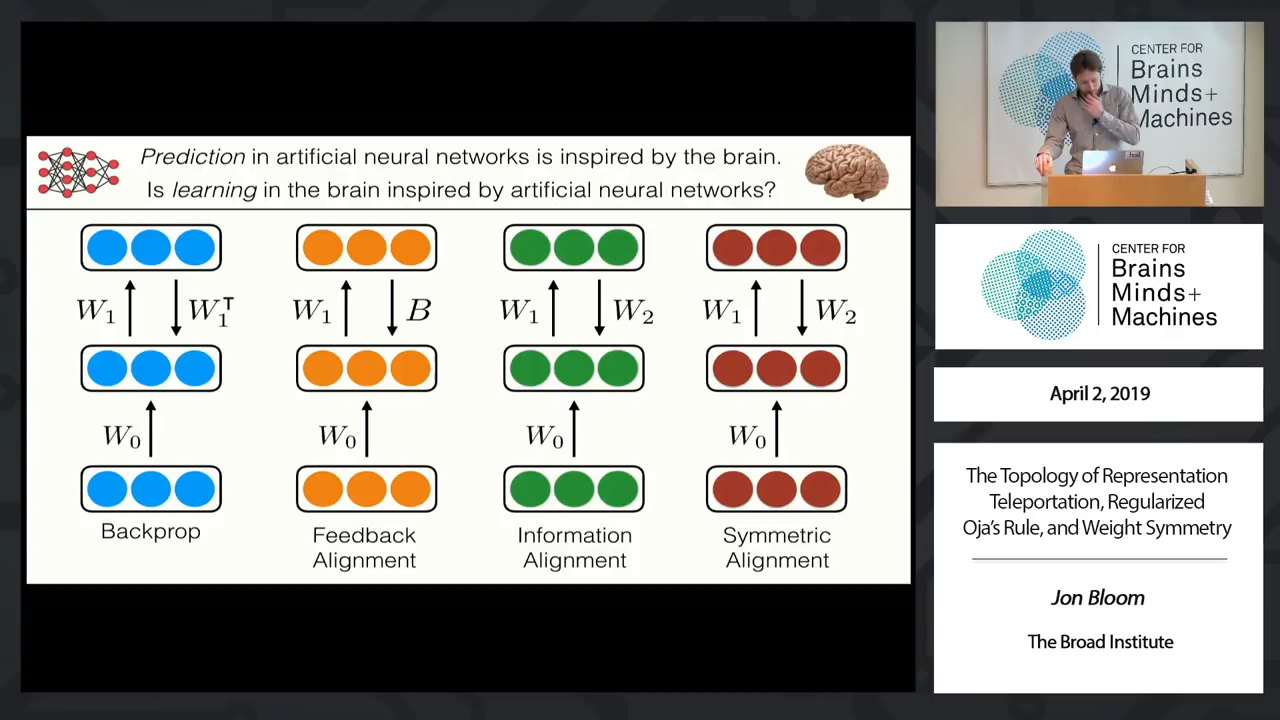 Prediction in artificial neural networks is inspired by the brain.
Is learning in the brain inspired by artificial neural networks?
W₁ W₁ᵀ W₁ B W₁ W₂ W₁ W₂
W₀ W₀ W₀ W₀
Backprop
Feedback
Alignment
Information
Alignment
Symmetric
Alignment
CENTER FOR
Brains
Minds+
Machines
CENTER FOR
Brains
Minds+
Machines
April 2, 2019
The Topology of Representation
Teleportation, Regularized
Oja's Rule, and Weight Symmetry
Jon Bloom
The Broad Institute